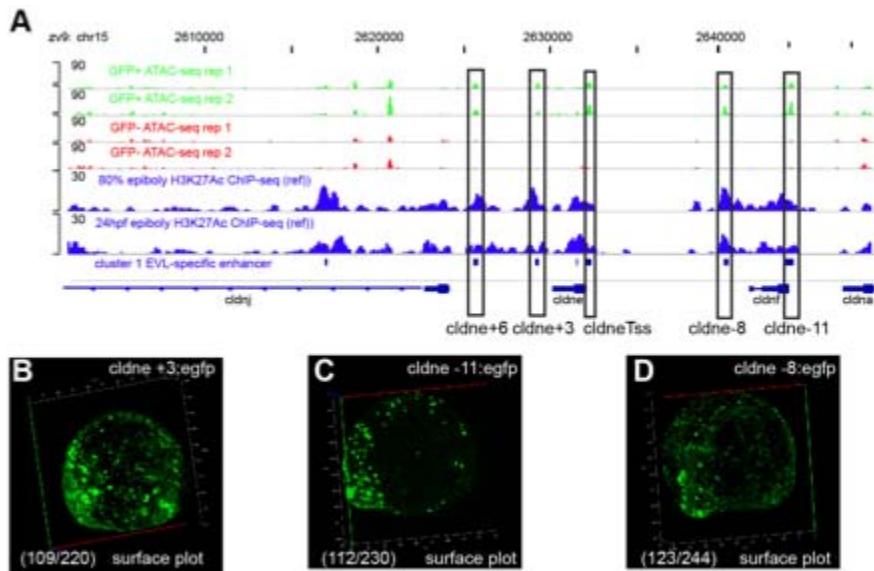 A
zv9: chr15 2610000 2620000 2630000 2640000
90 GFP+ ATAC-seq rep 1
90 GFP+ ATAC-seq rep 2
90 GFP- ATAC-seq rep 1
90 GFP- ATAC-seq rep 2
30 80% epiboly H3K27Ac ChIP-seq (ref))
30 24hpf epiboly H3K27Ac ChIP-seq (ref))
cluster 1 EVL-specific enhancer
cldnj cldne cldnf cldna
cldne+6 cldne+3 cldneTss cldne-8 cldne-11
B cldne +3:egfp
(109/220) surface plot
C cldne -11:egfp
(112/230) surface plot
D cldne -8:egfp
(123/244) surface plot